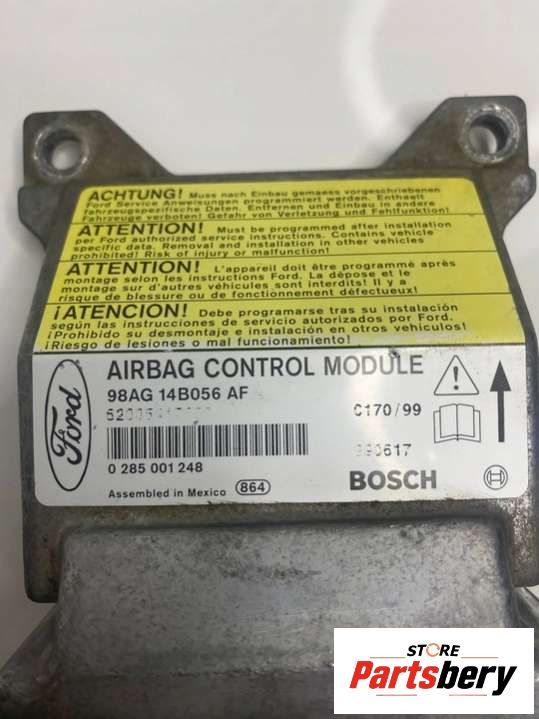 ACHTUNG! Muss nach Einbau gemaess vorgeschriebenen
Ford Service Anweisungen programmiert werden. Enthaelt
fahrzeugspezifische Daten. Entfernen und Einbau in andere
Fahrzeuge verboten! Gefahr von Verletzung und Fehlfunktion!
ATTENTION! Must be programmed after installation
per Ford authorized service instructions. Contains vehicle
specific data. Removal and installation in other vehicles
prohibited! Risk of injury or malfunction!
ATTENTION! L'appareil doit être programmé après
montage selon les instructions Ford. La dépose et le
montage sur d'autres véhicules sont interdits! Il y a
risque de blessure ou de fonctionnement défectueux!
¡ATENCION! Debe programarse tras su instalación
según las instrucciones de servicio autorizados por Ford.
¡Prohibido su desmontaje e instalación en otros vehículos!
¡Riesgo de lesiones o mal funcionamiento!
Ford
AIRBAG CONTROL MODULE
98AG 14B056 AF
C170/99
0 285 001 248
BOSCH
Assembled in Mexico 864
STORE
Partsbery